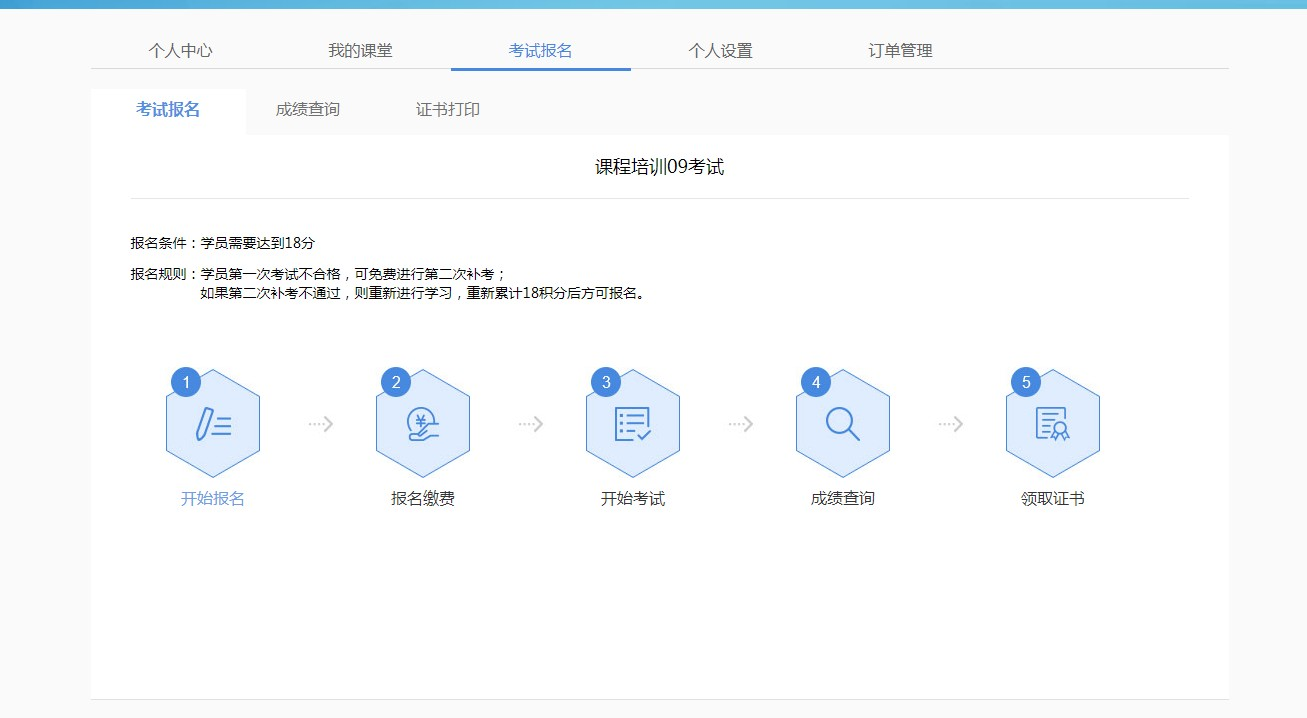 个人中心 我的课堂 考试报名 个人设置 订单管理
考试报名 成绩查询 证书打印
课程培训09考试
报名条件：学员需要达到18分
报名规则：学员第一次考试不合格，可免费进行第二次补考；
如果第二次补考不通过，则重新进行学习，重新累计18积分后方可报名。
1 2 3 4 5
¥
开始报名 报名缴费 开始考试 成绩查询 领取证书